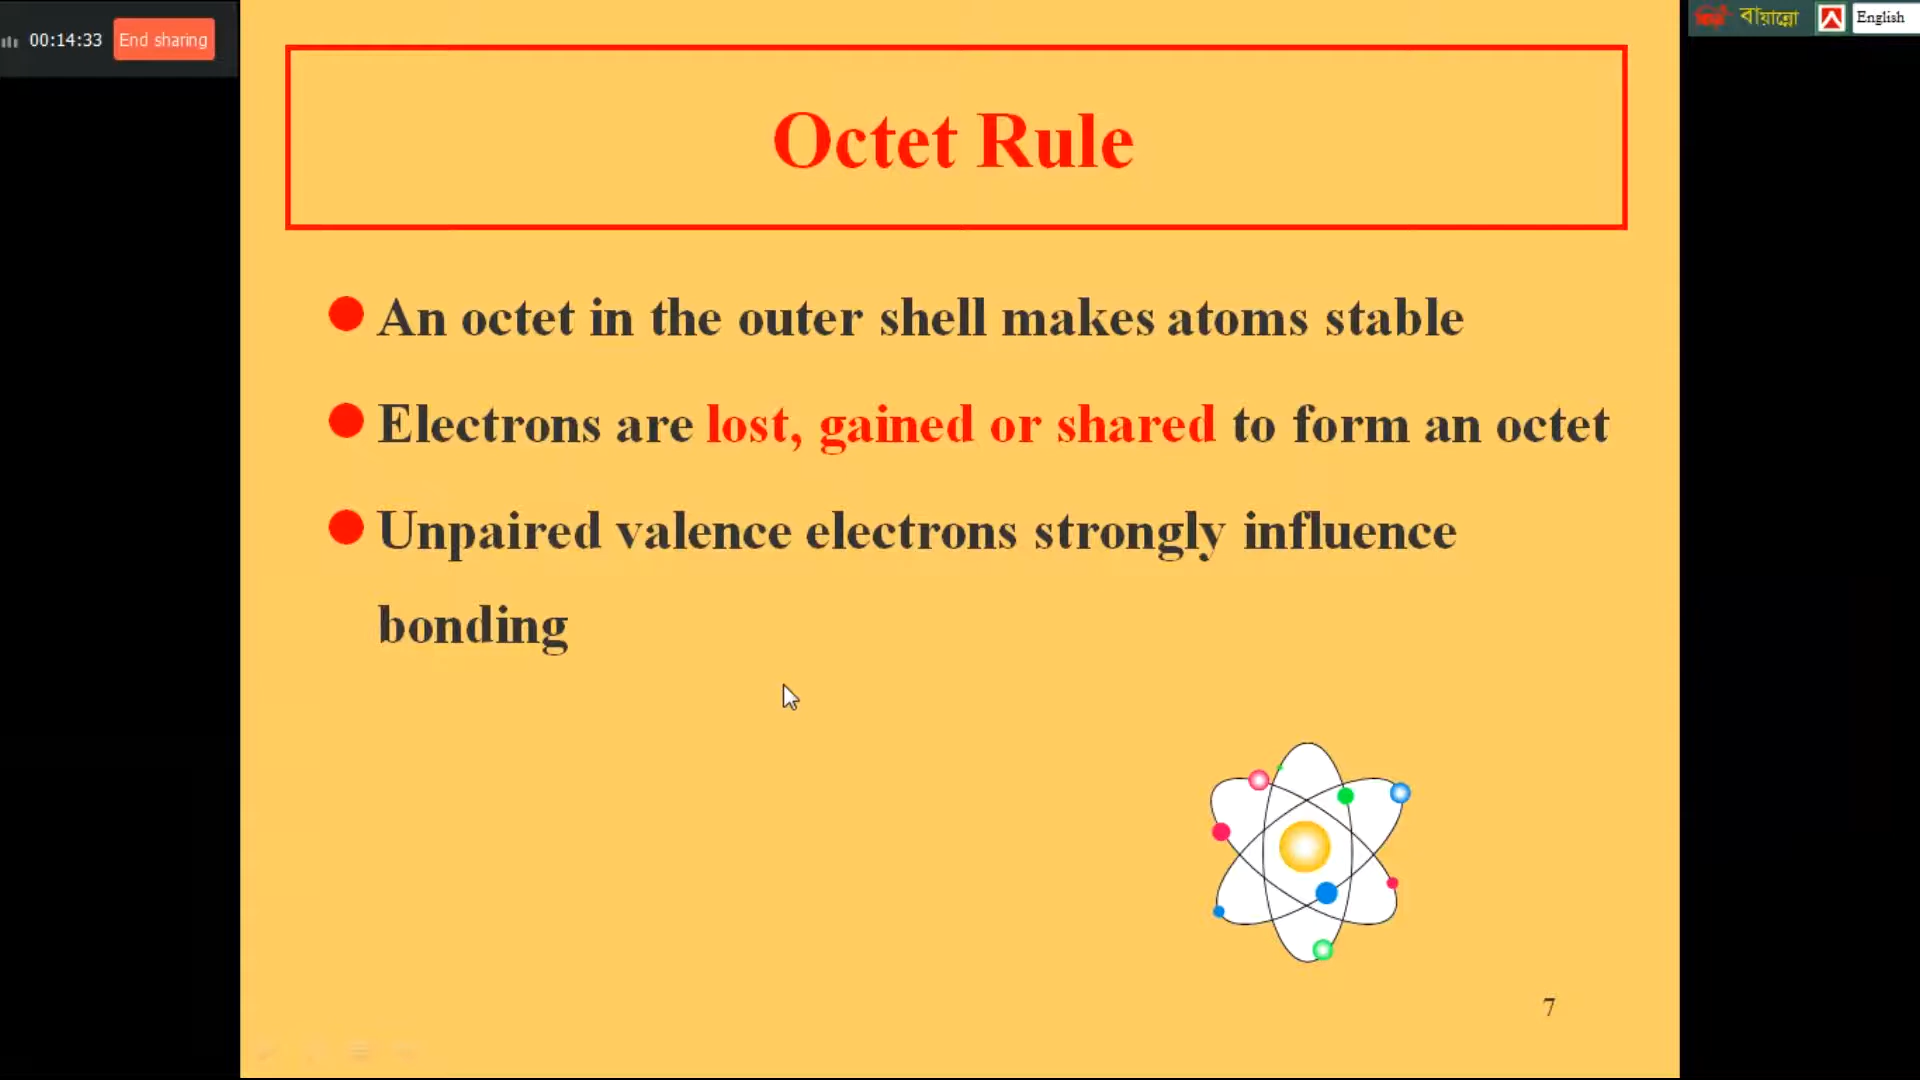 00:14:33 End sharing
বায়ান্নো English
Octet Rule
An octet in the outer shell makes atoms stable
Electrons are lost, gained or shared to form an octet
Unpaired valence electrons strongly influence
bonding
7